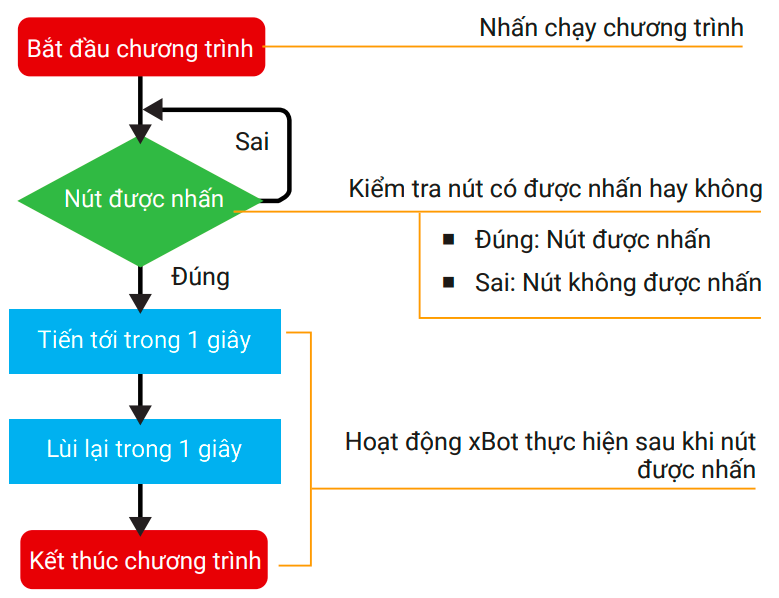 Bắt đầu chương trình
Nhấn chạy chương trình
Sai
Nút được nhấn
Kiểm tra nút có được nhấn hay không
■ Đúng: Nút được nhấn
■ Sai: Nút không được nhấn
Đúng
Tiến tới trong 1 giây
Lùi lại trong 1 giây
Hoạt động xBot thực hiện sau khi nút
được nhấn
Kết thúc chương trình